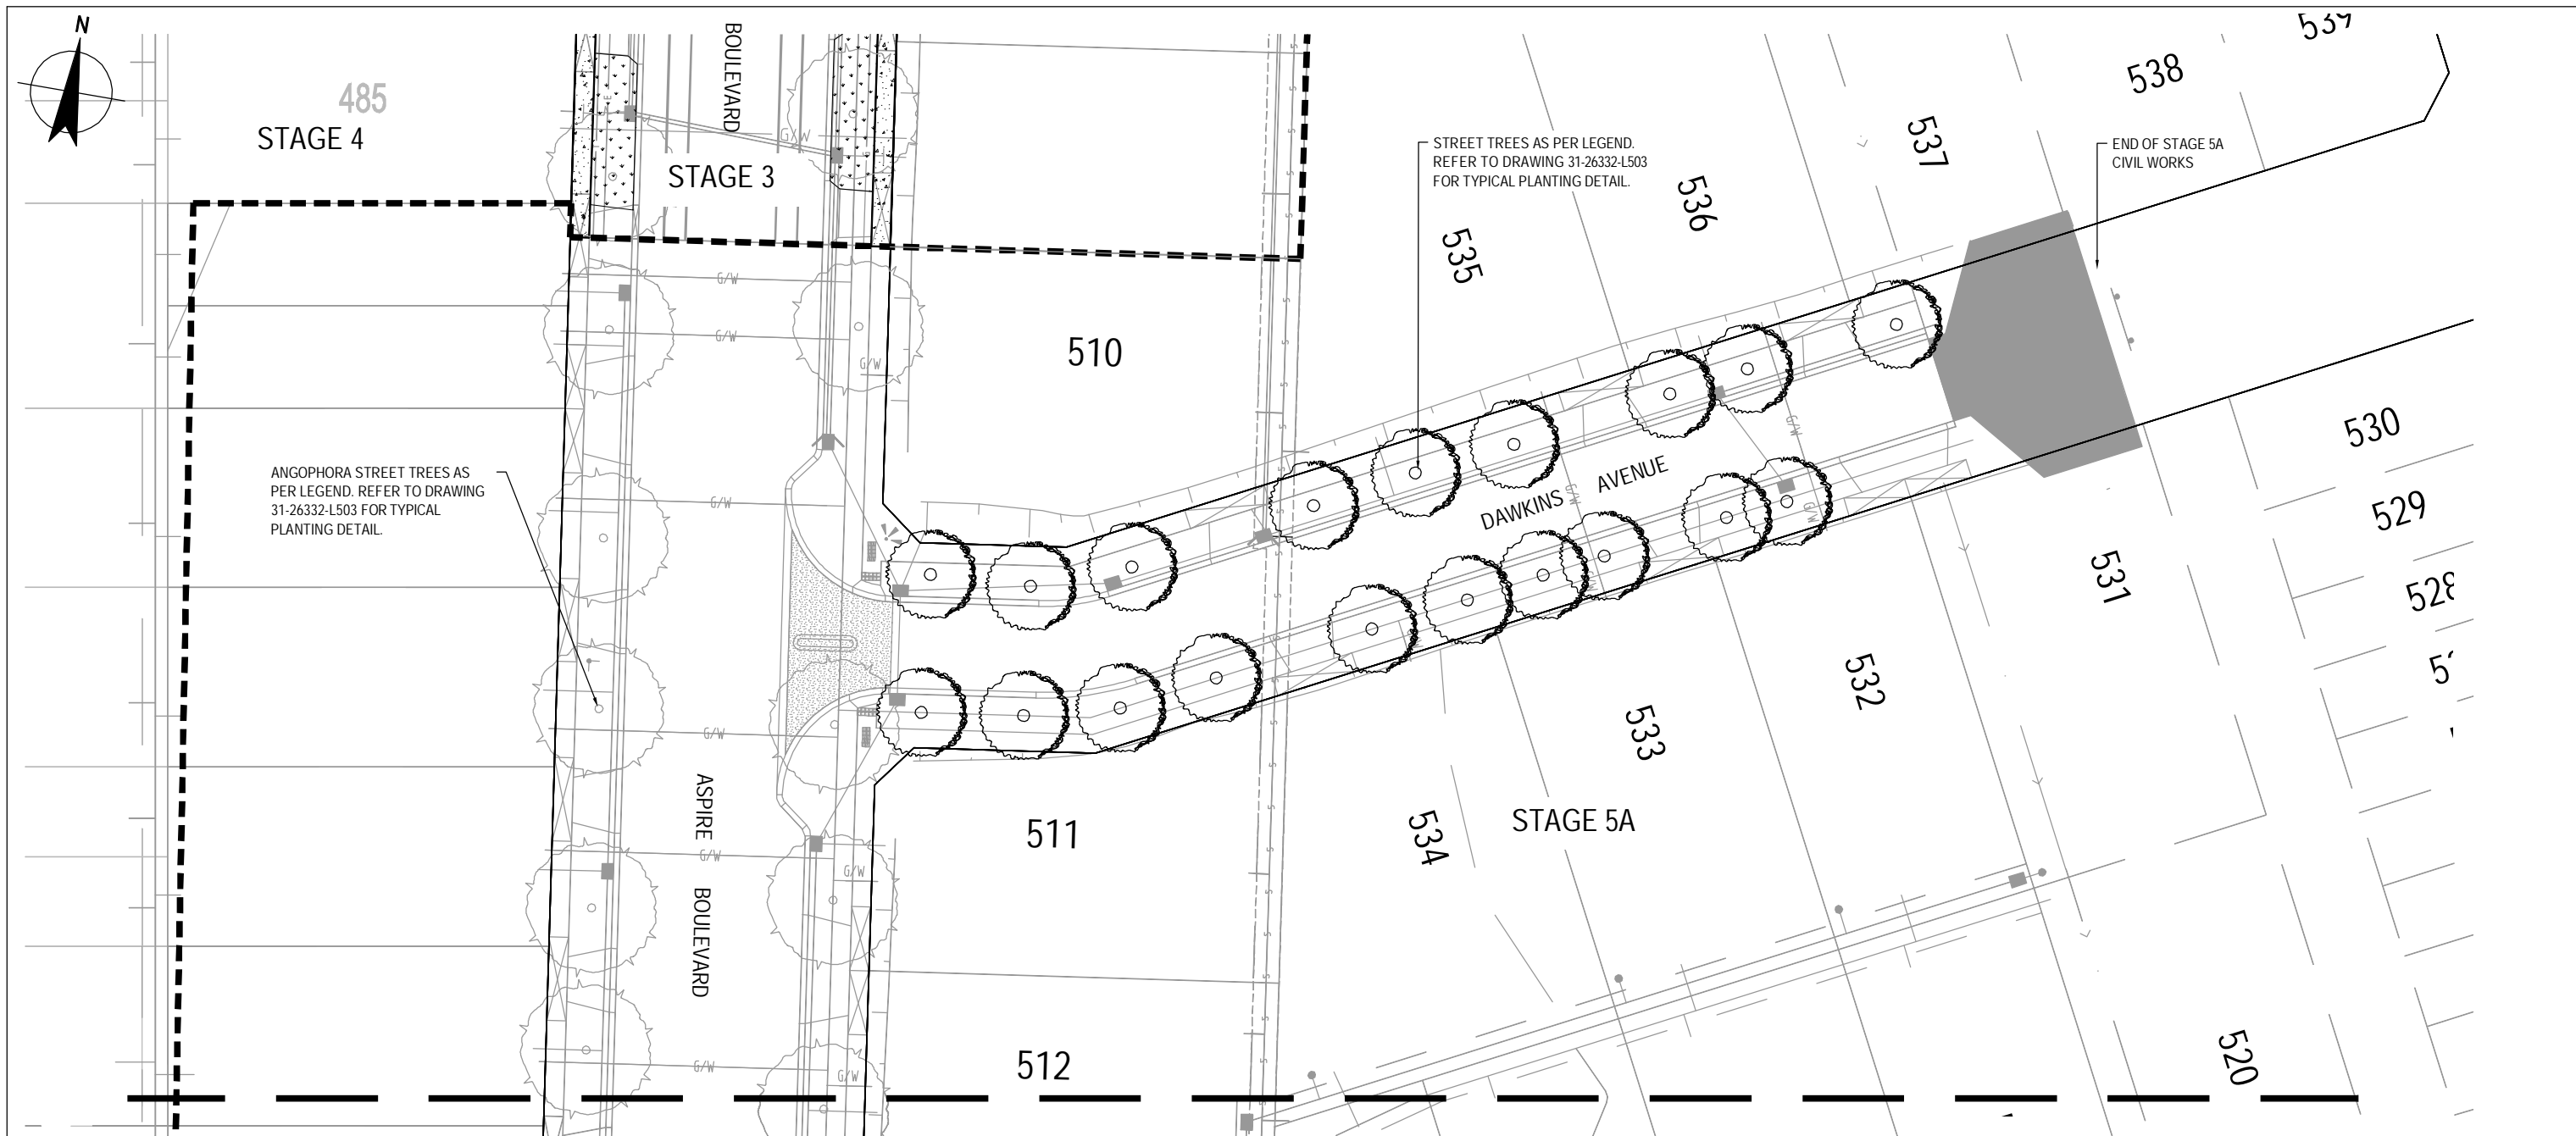 N
BOULEVARD
539
538
485
STAGE 4
G/W
STAGE 3
STREET TREES AS PER LEGEND.
REFER TO DRAWING 31-26332-L503
FOR TYPICAL PLANTING DETAIL.
537
END OF STAGE 5A
CIVIL WORKS
536
535
G/W
G/W
510
G/W
530
G/W
AVENUE
DAWKINS
G/W
G/W
ANGOPHORA STREET TREES AS
PER LEGEND. REFER TO DRAWING
31-26332-L503 FOR TYPICAL
PLANTING DETAIL.
529
G/W
531
528
532
533
G/W
ASPIRE
BOULEVARD
511
534
STAGE 5A
G/W
G/W
512
G/W
G/W
520